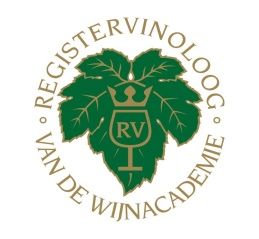 REGISTERVINOLOOG
RV
VAN DE WIJNACADEMIE